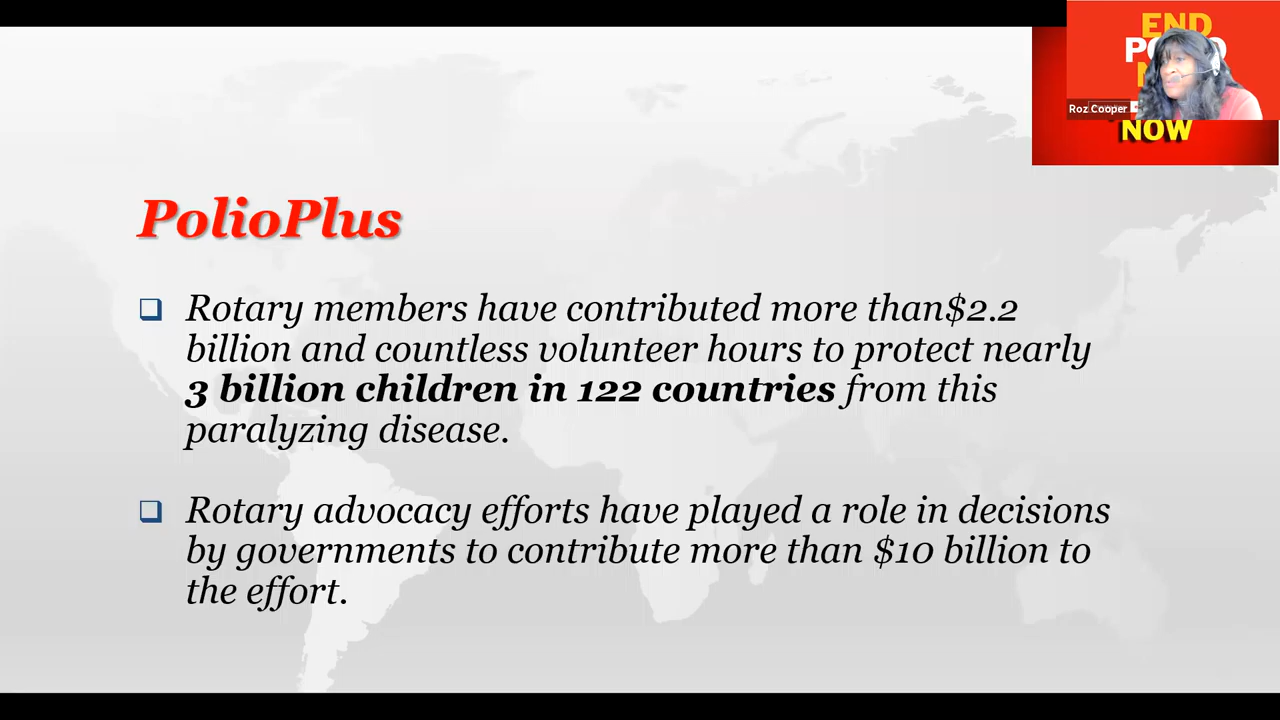 END
Roz Cooper
NOW
PolioPlus
Rotary members have contributed more than$2.2
billion and countless volunteer hours to protect nearly
3 billion children in 122 countries from this
paralyzing disease.
Rotary advocacy efforts have played a role in decisions
by governments to contribute more than $10 billion to
the effort.